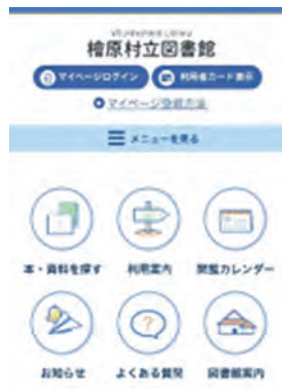 檜原村立図書館
マイページログイン 利用者カード表示
マイページ登録方法
メニューを見る
本・資料を探す 利用案内 開館カレンダー
お知らせ よくある質問 図書館案内